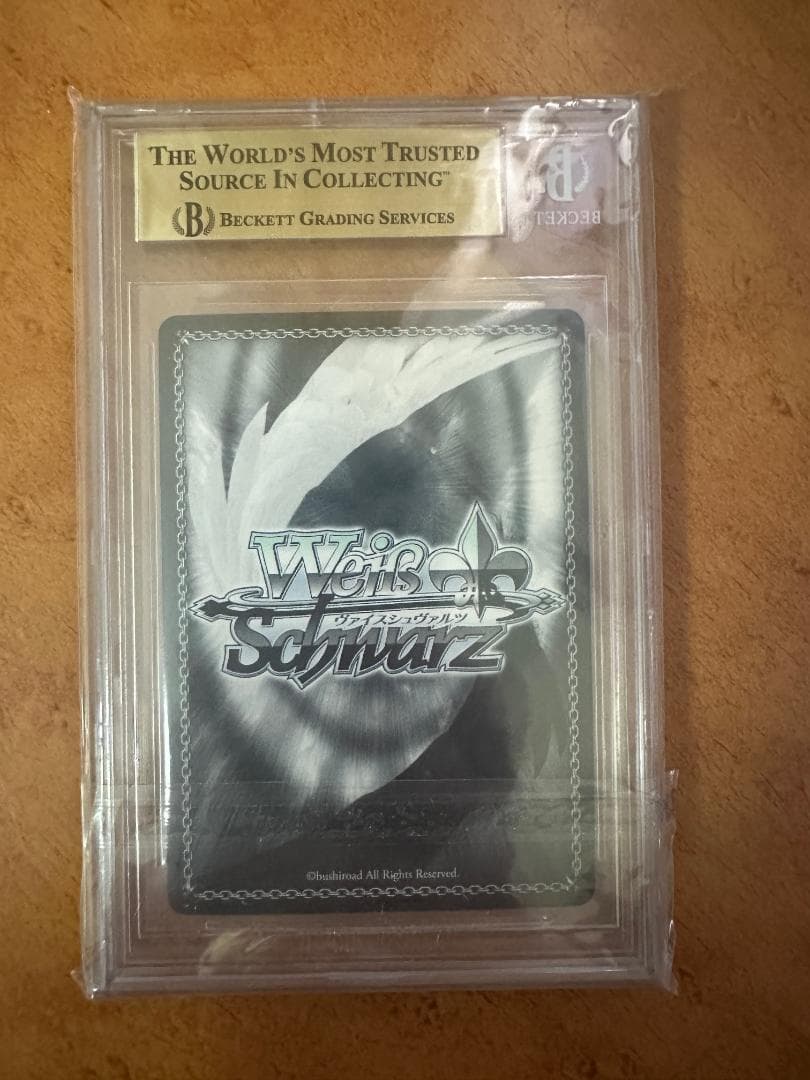 THE WORLD'S MOST TRUSTED
SOURCE IN COLLECTING™
B BECKETT GRADING SERVICES
B
BECKETT
Weiß
ヴァイスシュヴァルツ
Schwarz
©bushiroad All Rights Reserved.